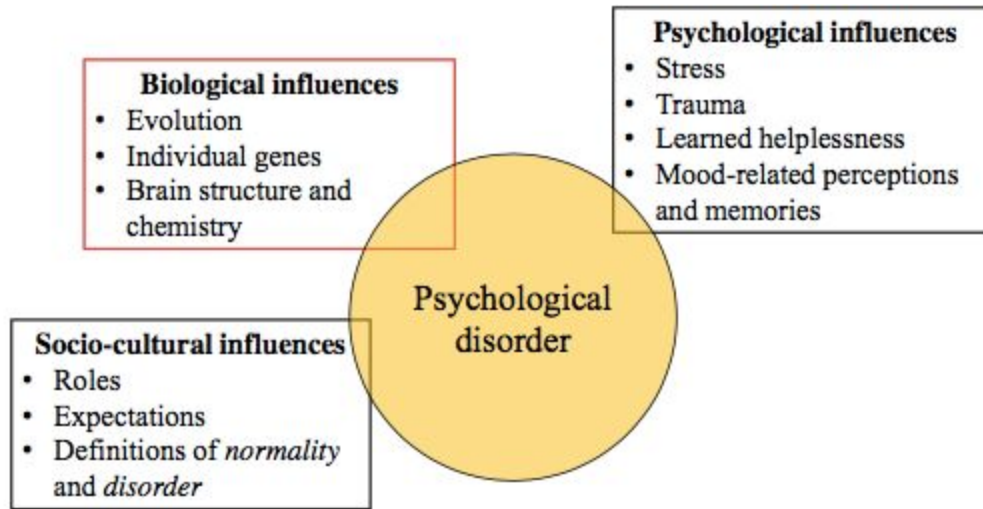 Psychological influences
• Stress
• Trauma
• Learned helplessness
• Mood-related perceptions
and memories
Biological influences
• Evolution
• Individual genes
• Brain structure and
chemistry
Psychological
disorder
Socio-cultural influences
• Roles
• Expectations
• Definitions of normality
and disorder